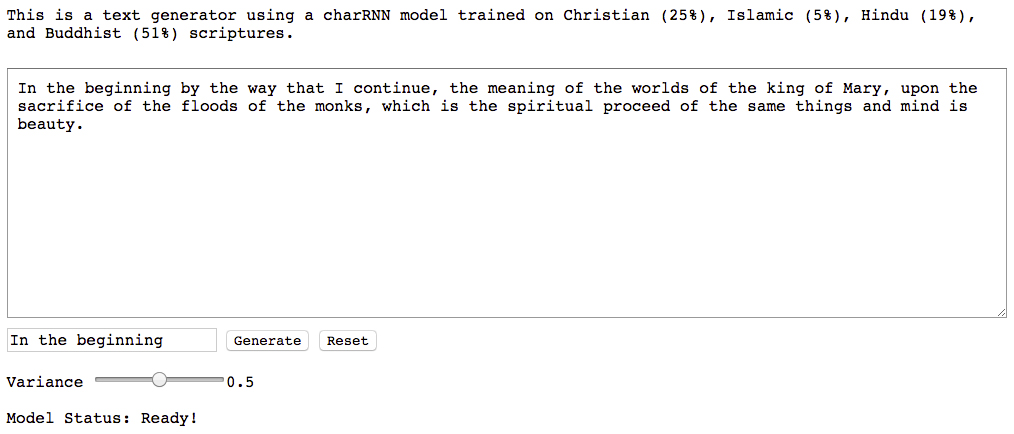 This is a text generator using a charRNN model trained on Christian (25%), Islamic (5%), Hindu (19%),
and Buddhist (51%) scriptures.
In the beginning by the way that I continue, the meaning of the worlds of the king of Mary, upon the
sacrifice of the floods of the monks, which is the spiritual proceed of the same things and mind is
beauty.
In the beginning Generate Reset
Variance 0.5
Model Status: Ready!